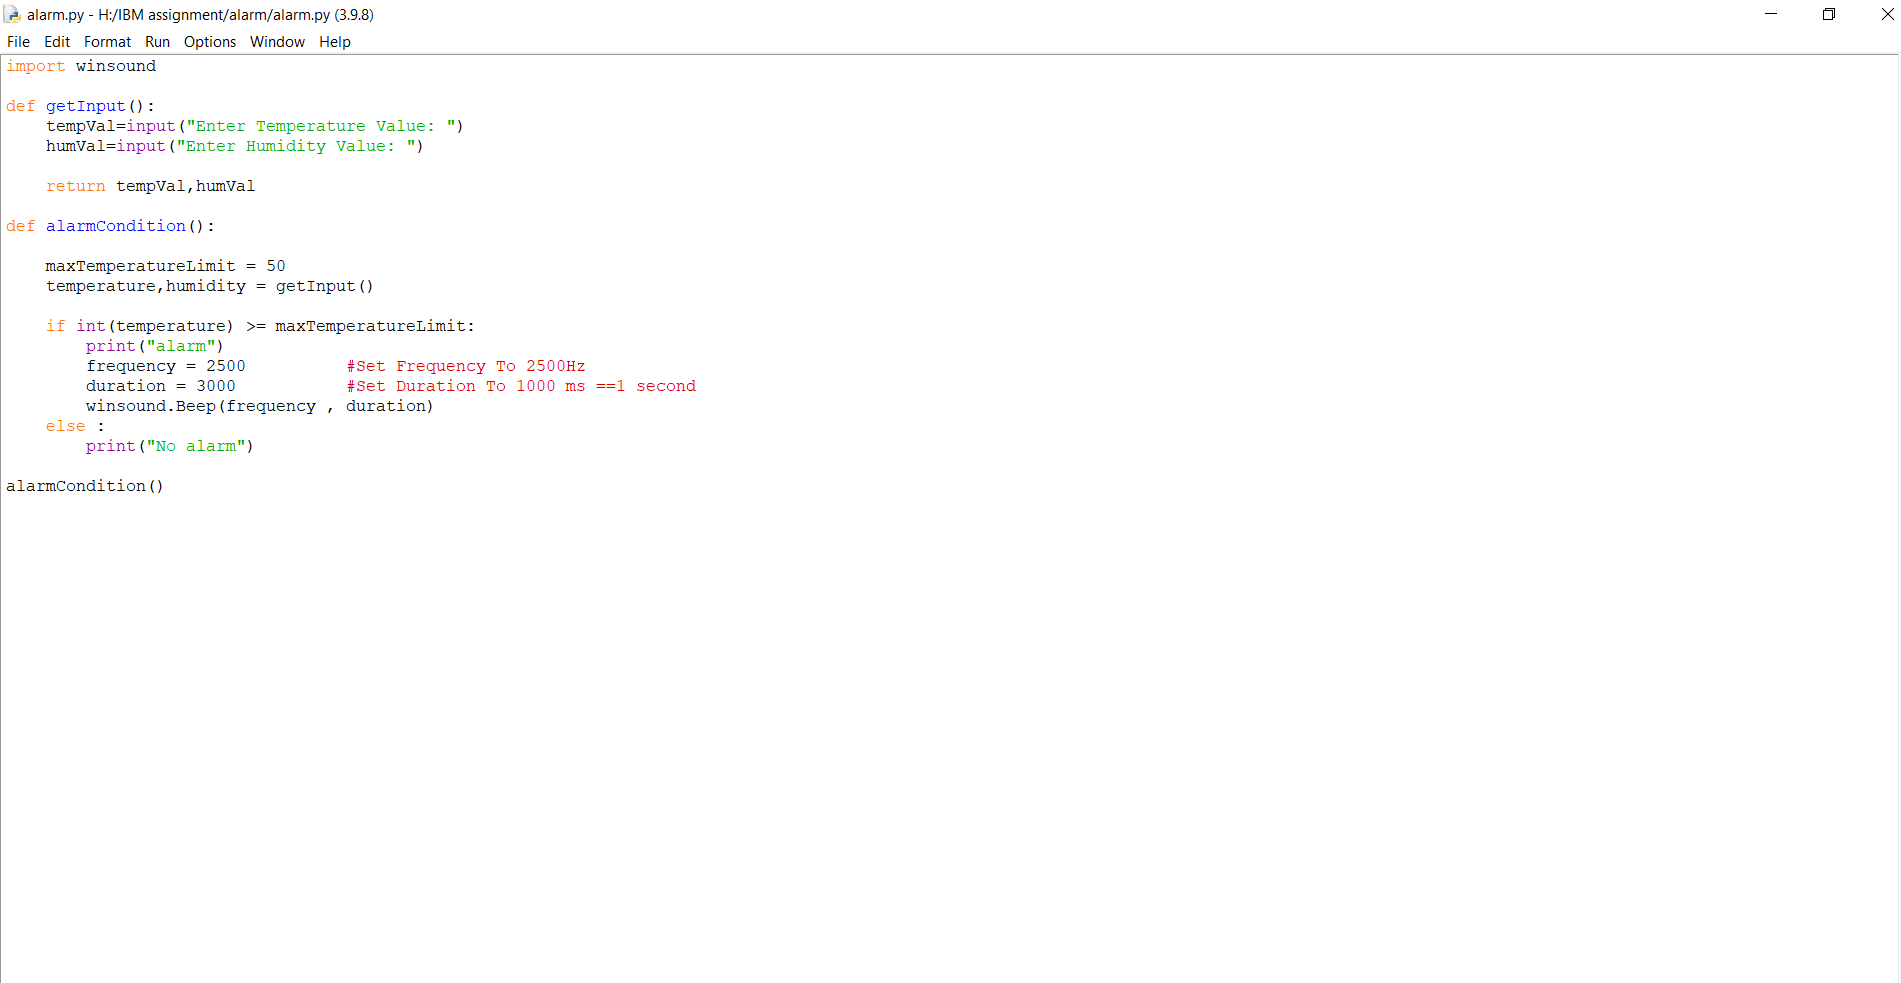 alarm.py - H:/IBM assignment/alarm/alarm.py (3.9.8)
File Edit Format Run Options Window Help
import winsound
def getInput():
    tempVal=input("Enter Temperature Value: ")
    humVal=input("Enter Humidity Value: ")
    return tempVal,humVal
def alarmCondition():
    maxTemperatureLimit = 50
    temperature,humidity = getInput()
    if int(temperature) >= maxTemperatureLimit:
        print("alarm")
        frequency = 2500          #Set Frequency To 2500Hz
        duration = 3000           #Set Duration To 1000 ms ==1 second
        winsound.Beep(frequency , duration)
    else :
        print("No alarm")
alarmCondition()